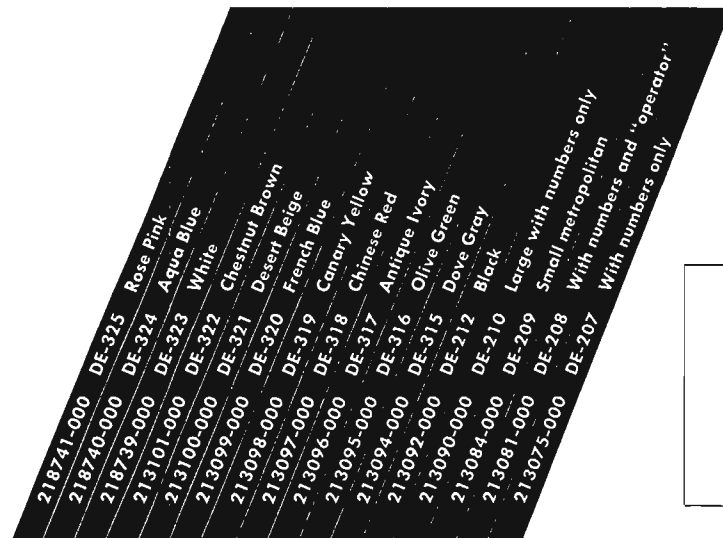 218741-000 DE-325 Rose Pink
218740-000 DE-324 Aqua Blue
218739-000 DE-323 White
213101-000 DE-322 Chestnut Brown
213100-000 DE-321 Desert Beige
213099-000 DE-320 French Blue
213098-000 DE-319 Canary Yellow
213097-000 DE-318 Chinese Red
213096-000 DE-317 Antique Ivory
213095-000 DE-316 Olive Green
213094-000 DE-315 Dove Gray
213092-000 DE-212 Black
213090-000 DE-210 Large with numbers only
213084-000 DE-209 Small metropolitan
213081-000 DE-208 With numbers and "operator"
213075-000 DE-207 With numbers only